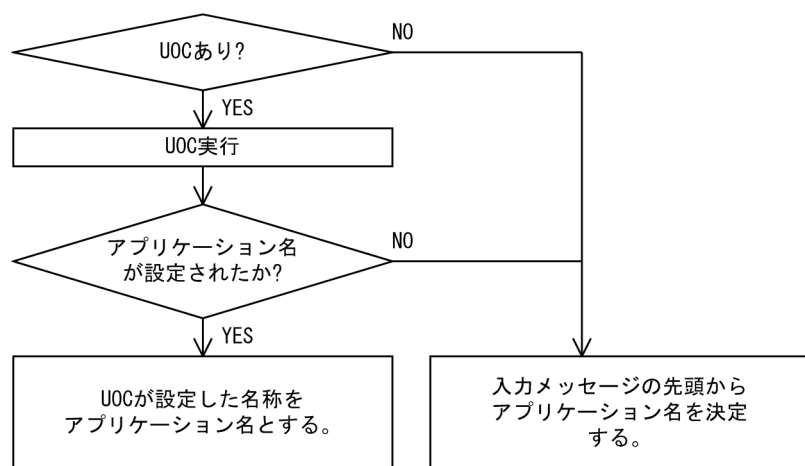 UOCあり?
NO
YES
UOC実行
アプリケーション名
が設定されたか?
NO
YES
UOCが設定した名称を
アプリケーション名とする。
入力メッセージの先頭から
アプリケーション名を決定
する。